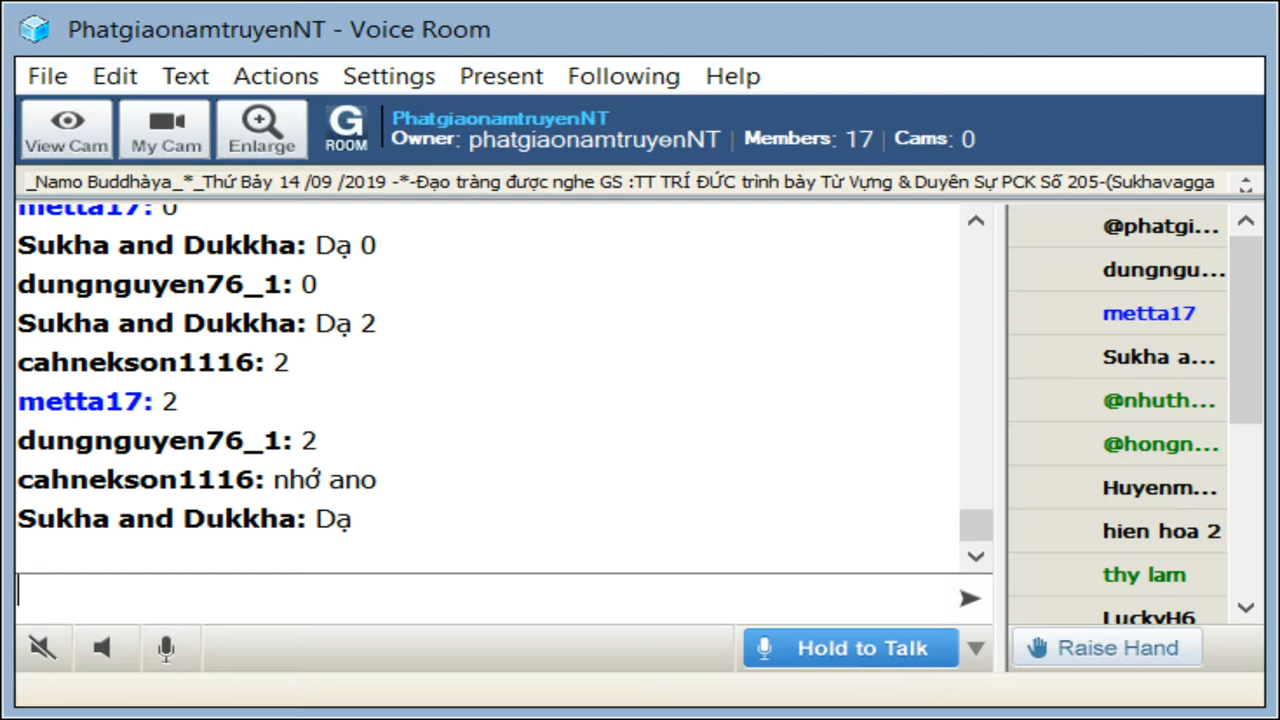 PhatgiaonamtruyenNT - Voice Room
File Edit Text Actions Settings Present Following Help
View Cam My Cam Enlarge G ROOM
PhatgiaonamtruyenNT
Owner: phatgiaonamtruyenNT | Members: 17 | Cams: 0
_Namo Buddhàya_*_Thứ Bảy 14 /09 /2019 -*-Đạo tràng được nghe GS :TT TRÍ ĐỨC trình bày Từ Vựng & Duyên Sự PCK Số 205-(Sukhavagga
metta17: 0
Sukha and Dukkha: Dạ 0
dungnguyen76_1: 0
Sukha and Dukkha: Dạ 2
cahnekson1116: 2
metta17: 2
dungnguyen76_1: 2
cahnekson1116: nhớ ano
Sukha and Dukkha: Dạ
@phatgi...
dungngu...
metta17
Sukha a...
@nhuth...
@hongn...
Huyenm...
hien hoa 2
thy lam
LuckyH6
Hold to Talk
Raise Hand